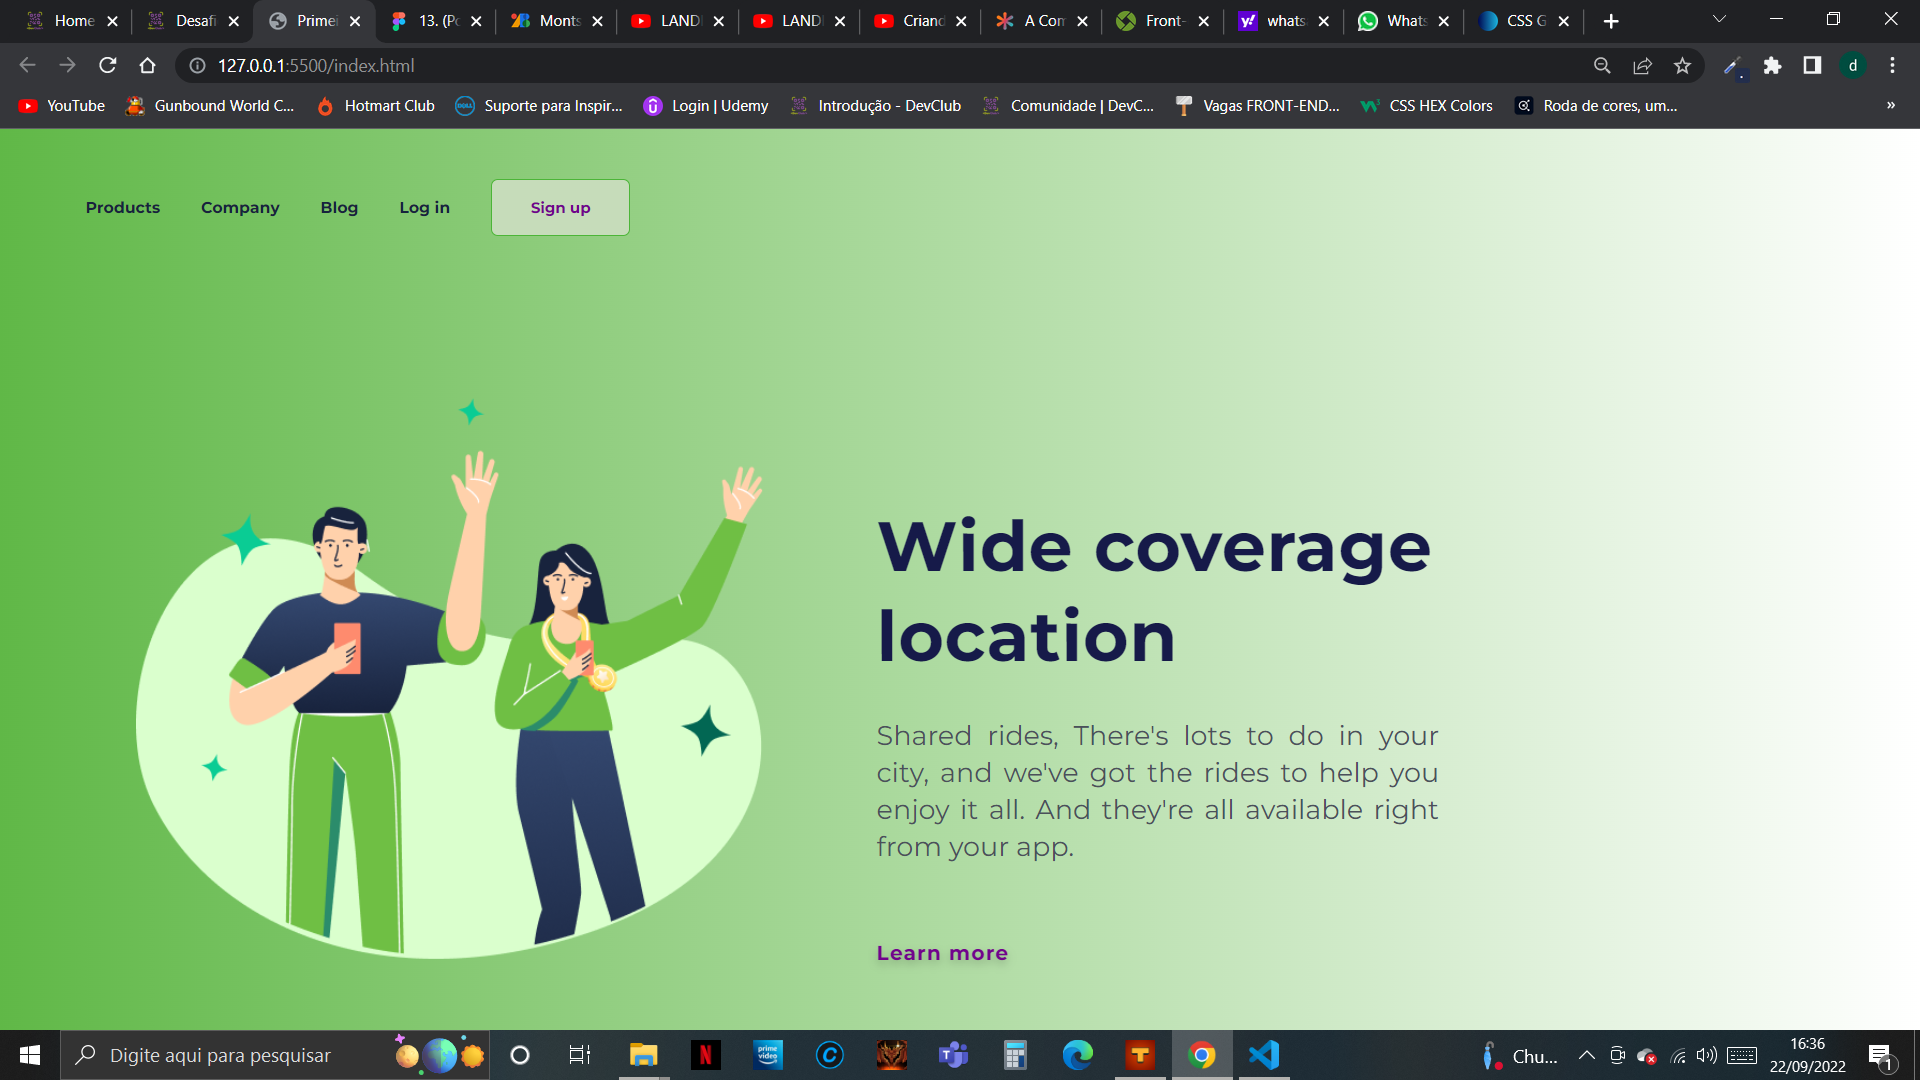 Home
Desafi
Primei
13. (Po
Monts
LANDI
LANDI
Criand
A Com
Front-
whats
Whats
CSS G
127.0.0.1:5500/index.html
d
YouTube
Gunbound World C...
Hotmart Club
Suporte para Inspir...
Login | Udemy
Introdução - DevClub
Comunidade | DevC...
Vagas FRONT-END...
CSS HEX Colors
Roda de cores, um...
»
Products
Company
Blog
Log in
Sign up
Wide coverage
location
Shared rides, There's lots to do in your
city, and we've got the rides to help you
enjoy it all. And they're all available right
from your app.
Learn more
Digite aqui para pesquisar
Chu...
16:36
22/09/2022
1